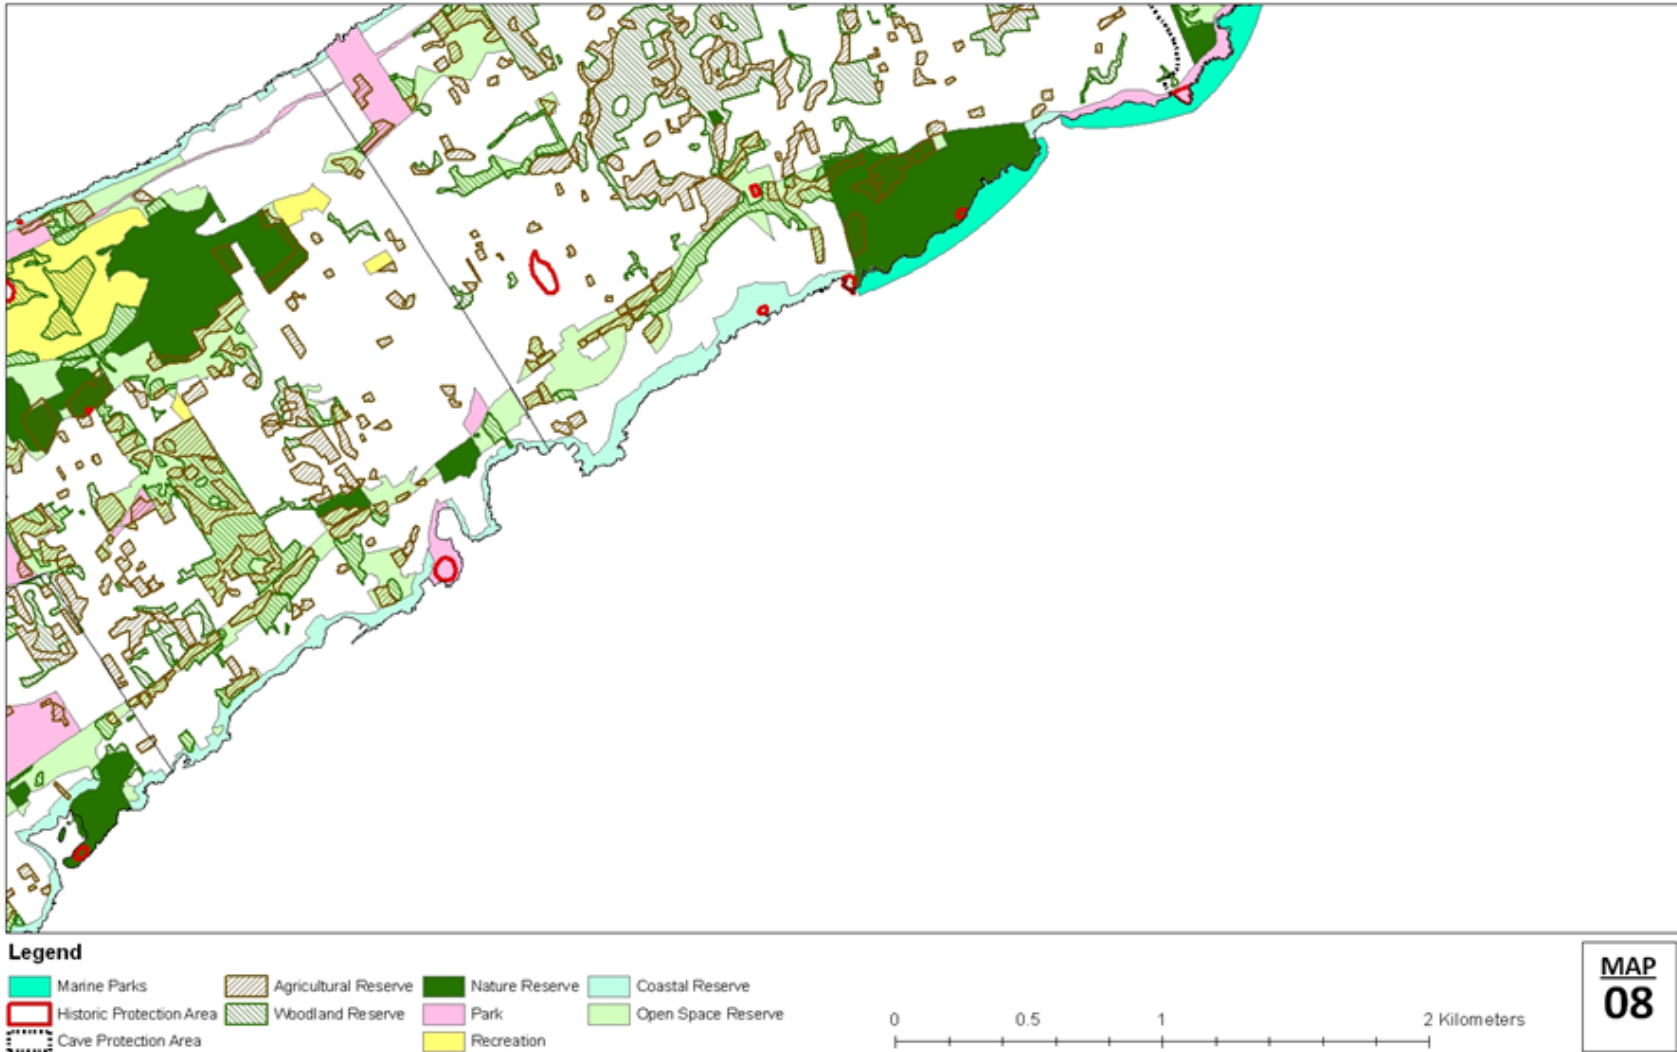 Legend
Marine Parks
Historic Protection Area
Cave Protection Area
Agricultural Reserve
Woodland Reserve
Nature Reserve
Park
Recreation
Coastal Reserve
Open Space Reserve
0 0.5 1 2 Kilometers
MAP
08